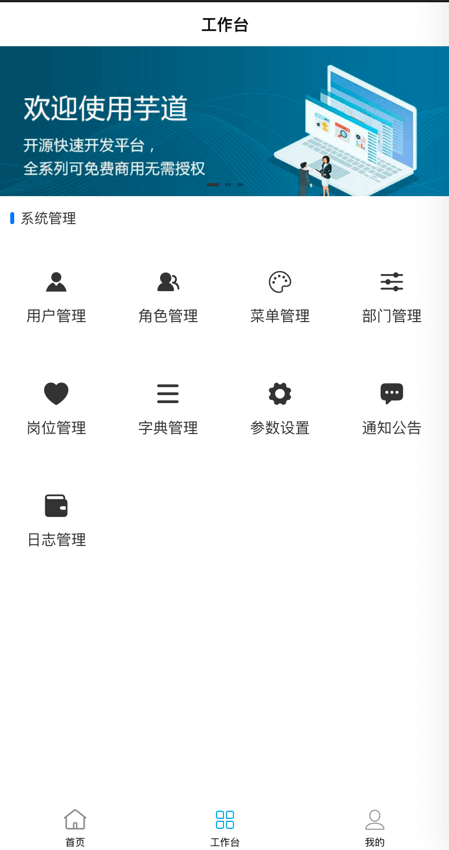 工作台
欢迎使用芋道
开源快速开发平台，
全系列可免费商用无需授权
系统管理
用户管理 角色管理 菜单管理 部门管理
岗位管理 字典管理 参数设置 通知公告
日志管理
首页 工作台 我的